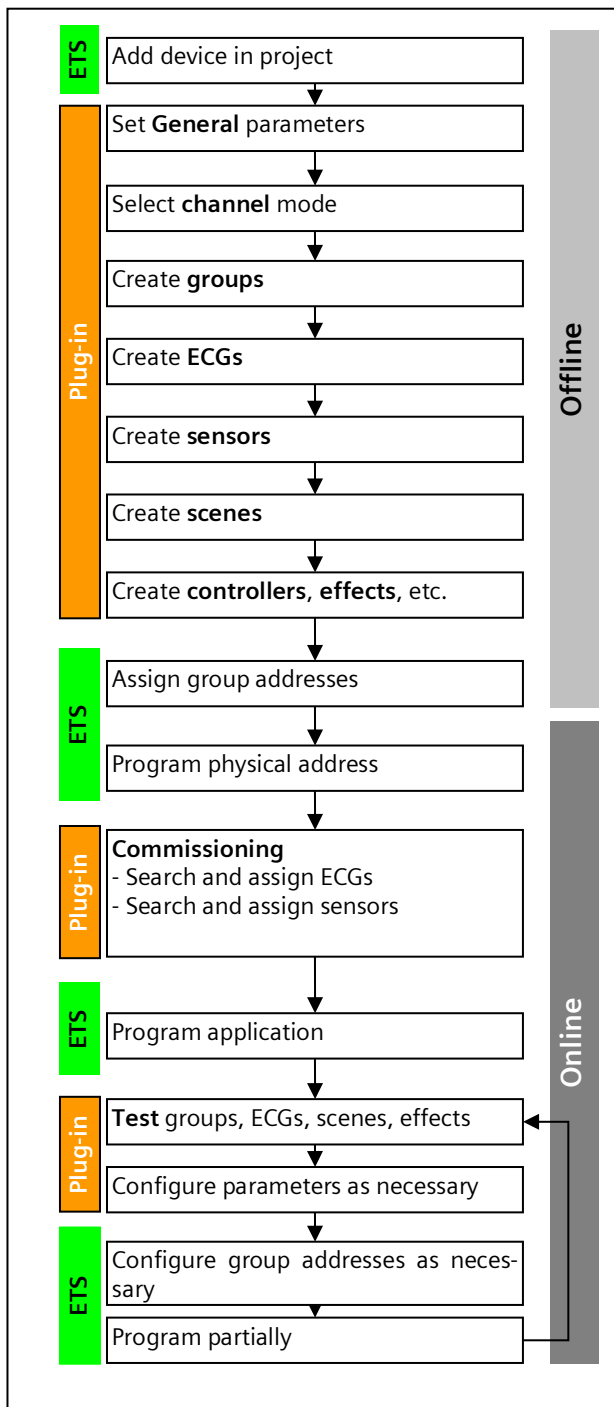 ETS
Add device in project
Plug-in
Set General parameters
Select channel mode
Create groups
Create ECGs
Create sensors
Create scenes
Create controllers, effects, etc.
Offline
ETS
Assign group addresses
Program physical address
Plug-in
Commissioning
- Search and assign ECGs
- Search and assign sensors
ETS
Program application
Online
Plug-in
Test groups, ECGs, scenes, effects
Configure parameters as necessary
ETS
Configure group addresses as neces-
sary
Program partially